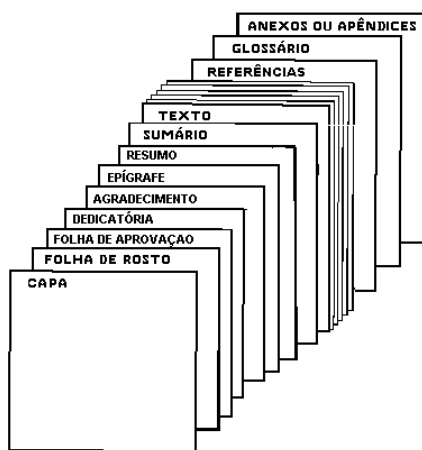 ANEXOS OU APÊNDICES
GLOSSÁRIO
REFERÊNCIAS
TEXTO
SUMÁRIO
RESUMO
EPÍGRAFE
AGRADECIMENTO
DEDICATÓRIA
FOLHA DE APROVAÇAO
FOLHA DE ROSTO
CAPA